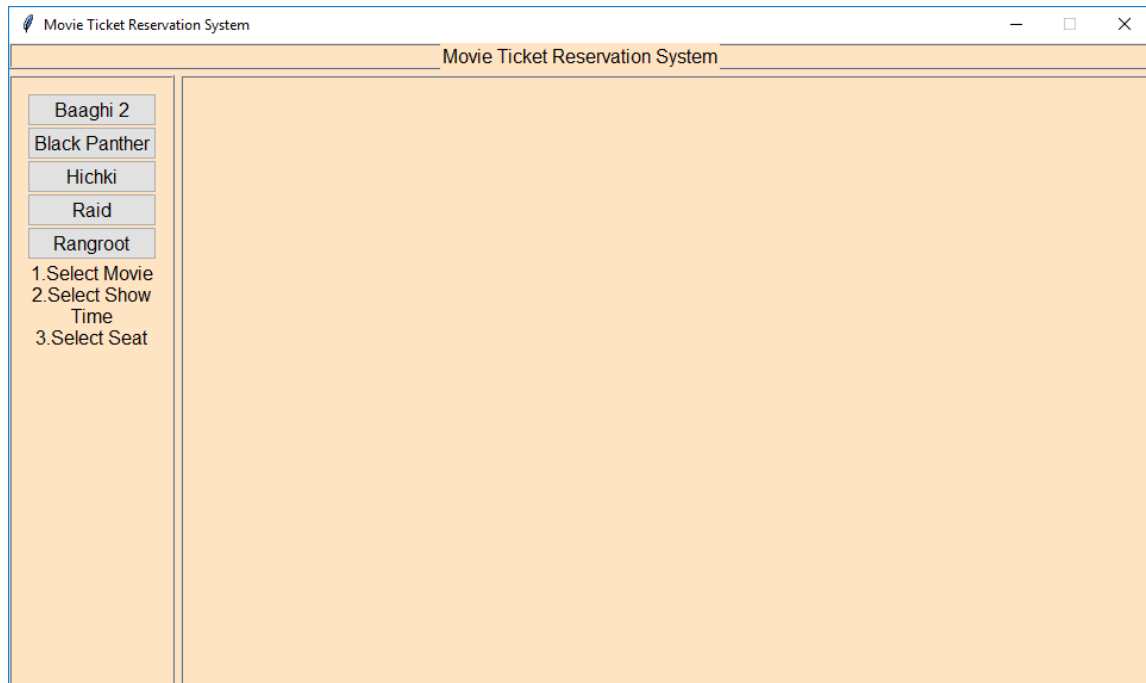 Movie Ticket Reservation System
Movie Ticket Reservation System
Baaghi 2
Black Panther
Hichki
Raid
Rangroot
1.Select Movie
2.Select Show
Time
3.Select Seat